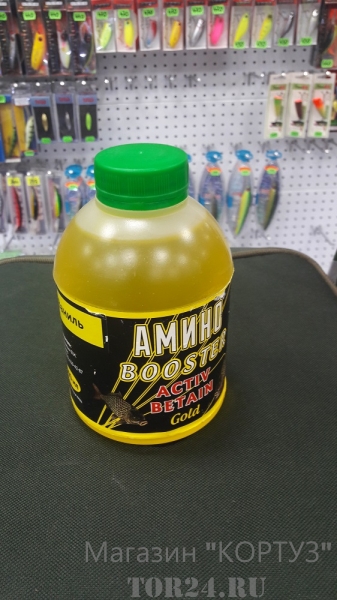 АМИНО
BOOSTER
ACTIV
BETAIN
Gold
Магазин "КОРТУЗ"
TOR24.RU